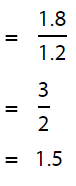 = 1.8/1.2
= 3/2
= 1.5